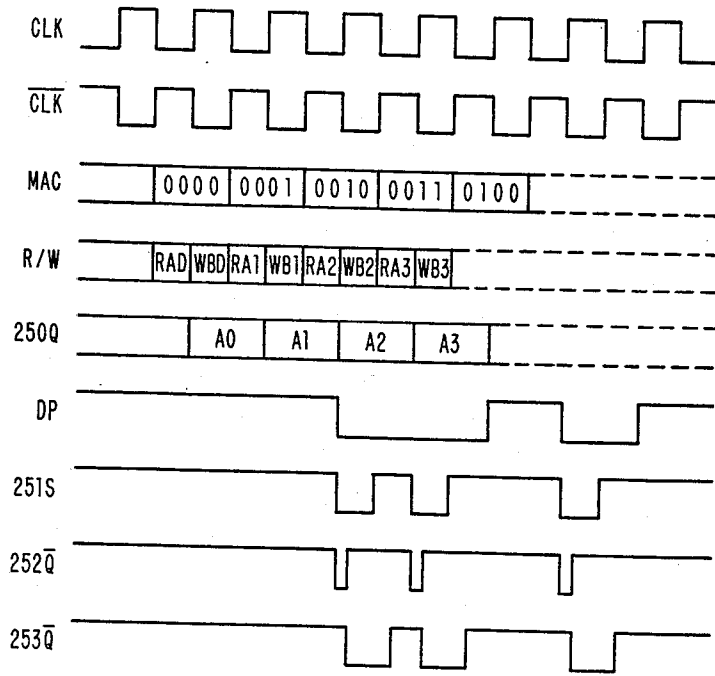 CLK
C̅L̅K̅
MAC 0000 0001 0010 0011 0100
R/W RAD WBD RA1 WB1 RA2 WB2 RA3 WB3
250Q A0 A1 A2 A3
DP
251S
252Q̅
253Q̅